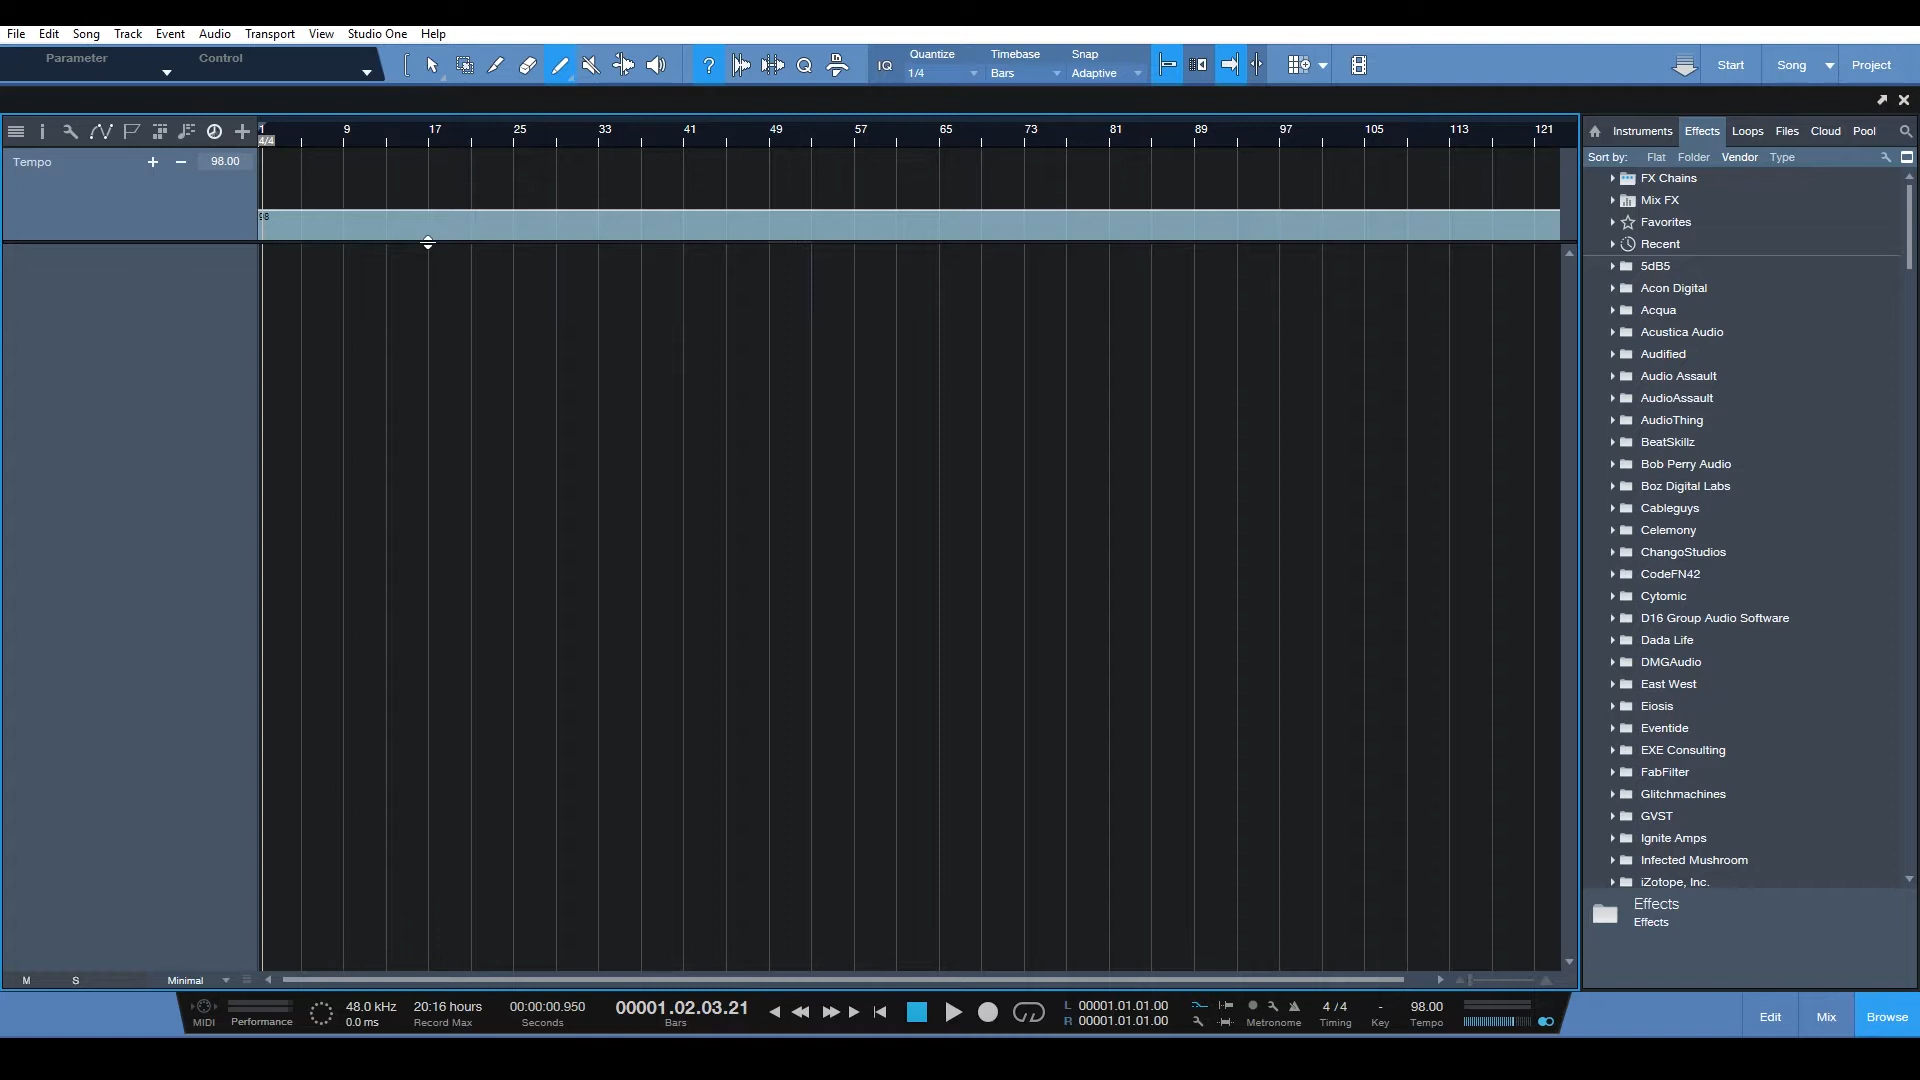 File Edit Song Track Event Audio Transport View Studio One Help
Parameter Control
IQ Quantize Timebase Snap
1/4 Bars Adaptive
Start Song Project
1 9 17 25 33 41 49 57 65 73 81 89 97 105 113 121
4/4
Tempo + − 98.00
98
Instruments Effects Loops Files Cloud Pool
Sort by: Flat Folder Vendor Type
FX Chains
Mix FX
Favorites
Recent
5dB5
Acon Digital
Acqua
Acustica Audio
Audified
Audio Assault
AudioAssault
AudioThing
BeatSkillz
Bob Perry Audio
Boz Digital Labs
Cableguys
Celemony
ChangoStudios
CodeFN42
Cytomic
D16 Group Audio Software
Dada Life
DMGAudio
East West
Eiosis
Eventide
EXE Consulting
FabFilter
Glitchmachines
GVST
Ignite Amps
Infected Mushroom
iZotope, Inc.
Effects
Effects
M S Minimal
MIDI Performance
48.0 kHz
0.0 ms
20:16 hours
Record Max
00:00:00.950
Seconds
00001.02.03.21
Bars
L 00001.01.01.00
R 00001.01.01.00
Metronome
4 / 4
Timing
-
Key
98.00
Tempo
Edit Mix Browse